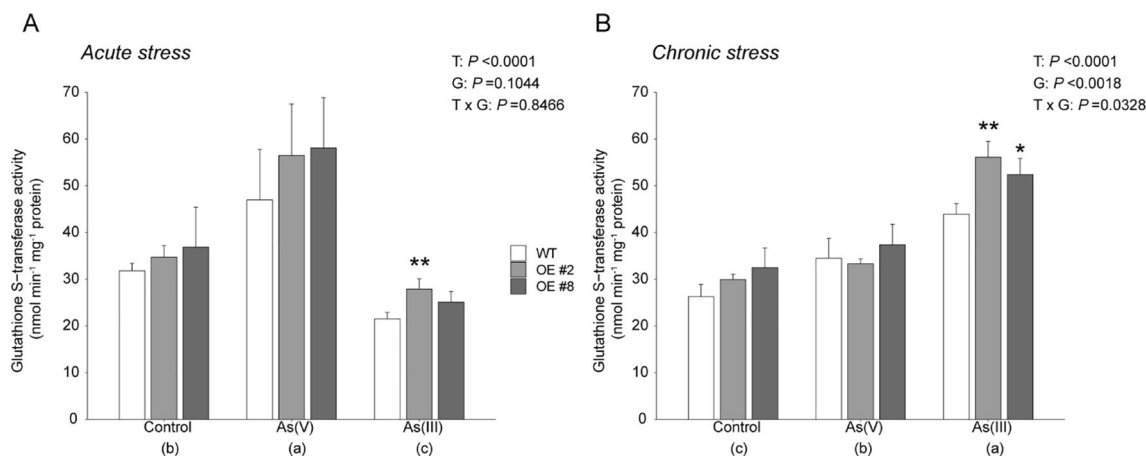 A
Acute stress
T: P <0.0001
G: P =0.1044
T x G: P =0.8466
Glutathione S−transferase activity
(nmol min⁻¹ mg⁻¹ protein)
70
60
50
40
30
20
10
0
**
Control
As(V)
As(III)
(b)
(a)
(c)
WT
OE #2
OE #8
B
Chronic stress
T: P <0.0001
G: P <0.0018
T x G: P =0.0328
Glutathione S−transferase activity
(nmol min⁻¹ mg⁻¹ protein)
70
60
50
40
30
20
10
0
**
*
Control
As(V)
As(III)
(c)
(b)
(a)